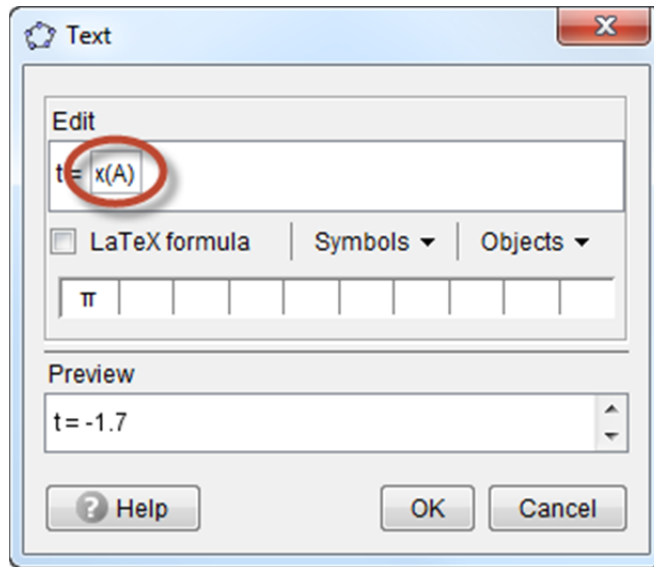 Text
Edit
t = x(A)
LaTeX formula Symbols Objects
π
Preview
t = -1.7
Help OK Cancel